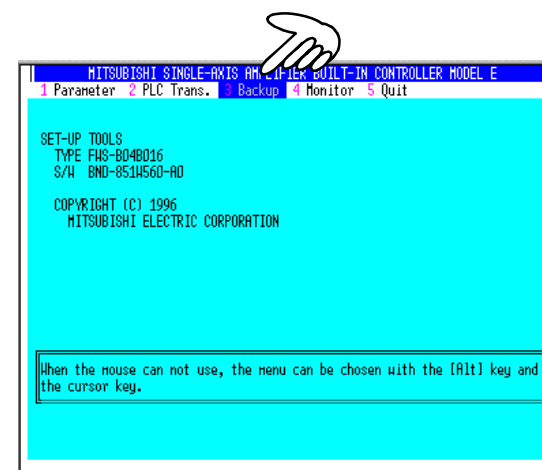 MITSUBISHI SINGLE-AXIS AMPLIFIER BUILT-IN CONTROLLER MODEL E
1 Parameter 2 PLC Trans. 3 Backup 4 Monitor 5 Quit
SET-UP TOOLS
TYPE FWS-B04B016
S/W BND-851W560-A0
COPYRIGHT (C) 1996
MITSUBISHI ELECTRIC CORPORATION
When the mouse can not use, the menu can be chosen with the [Alt] key and
the cursor key.